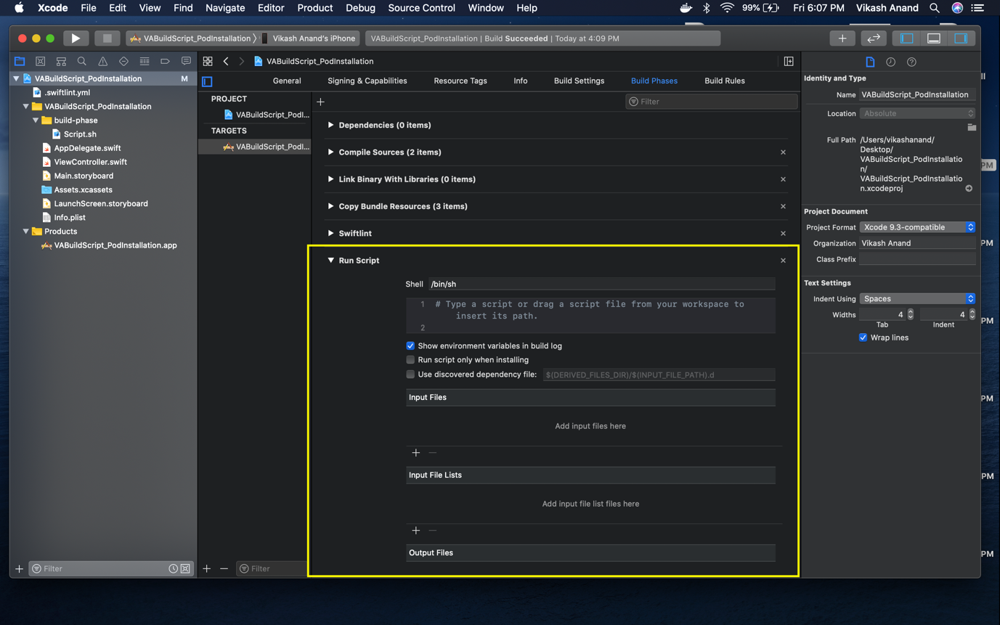 Xcode File Edit View Find Navigate Editor Product Debug Source Control Window Help 99% Fri 6:07 PM Vikash Anand
VABuildScript_PodInstallation Vikash Anand's iPhone VABuildScript_PodInstallation | Build Succeeded | Today at 4:09 PM
VABuildScript_PodInstallation
VABuildScript_PodInstallation M
.swiftlint.yml
VABuildScript_PodInstallation
build-phase
Script.sh
AppDelegate.swift
ViewController.swift
Main.storyboard
Assets.xcassets
LaunchScreen.storyboard
Info.plist
Products
VABuildScript_PodInstallation.app
Filter
General Signing & Capabilities Resource Tags Info Build Settings Build Phases Build Rules
PROJECT
VABuildScript_PodI...
TARGETS
VABuildScript_PodI...
Filter
Filter
Dependencies (0 items)
Compile Sources (2 items)
Link Binary With Libraries (0 items)
Copy Bundle Resources (3 items)
Swiftlint
Run Script
Shell /bin/sh
1 # Type a script or drag a script file from your workspace to
insert its path.
2
Show environment variables in build log
Run script only when installing
Use discovered dependency file: $(DERIVED_FILES_DIR)/$(INPUT_FILE_PATH).d
Input Files
Add input files here
Input File Lists
Add input file list files here
Output Files
Identity and Type
Name VABuildScript_PodInstallation
Location Absolute
Full Path /Users/vikashanand/
Desktop/
VABuildScript_PodInstallatio
n/
VABuildScript_PodInstallatio
n.xcodeproj
Project Document
Project Format Xcode 9.3-compatible
Organization Vikash Anand
Class Prefix
Text Settings
Indent Using Spaces
Widths 4 4
Tab Indent
Wrap lines
PM
PM
PM
PM
PM
PM